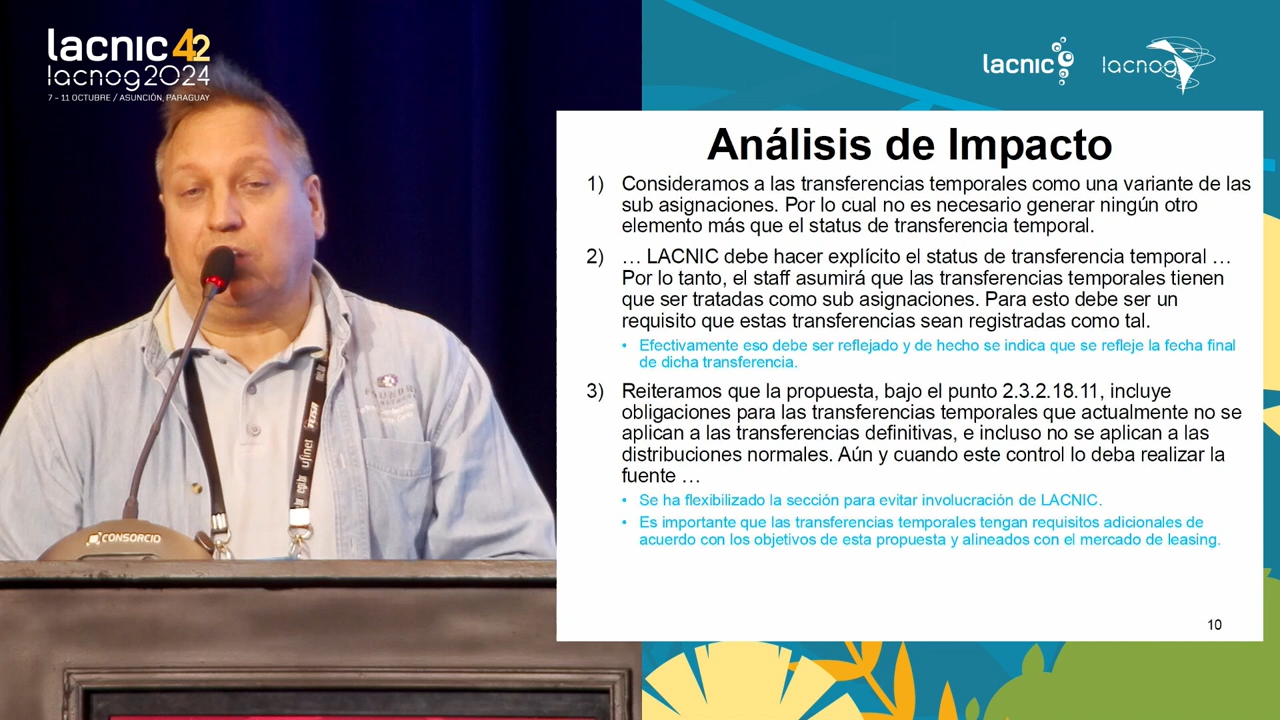 lacnic 42
lacnog2024
7 - 11 OCTUBRE / ASUNCIÓN, PARAGUAY
lacnic
lacnog
Análisis de Impacto
1) Consideramos a las transferencias temporales como una variante de las
sub asignaciones. Por lo cual no es necesario generar ningún otro
elemento más que el status de transferencia temporal.
2) … LACNIC debe hacer explícito el status de transferencia temporal …
Por lo tanto, el staff asumirá que las transferencias temporales tienen
que ser tratadas como sub asignaciones. Para esto debe ser un
requisito que estas transferencias sean registradas como tal.
• Efectivamente eso debe ser reflejado y de hecho se indica que se refleje la fecha final
de dicha transferencia.
3) Reiteramos que la propuesta, bajo el punto 2.3.2.18.11, incluye
obligaciones para las transferencias temporales que actualmente no se
aplican a las transferencias definitivas, e incluso no se aplican a las
distribuciones normales. Aún y cuando este control lo deba realizar la
fuente …
• Se ha flexibilizado la sección para evitar involucración de LACNIC.
• Es importante que las transferencias temporales tengan requisitos adicionales de
acuerdo con los objetivos de esta propuesta y alineados con el mercado de leasing.
10
ufinet
CONSORCIO